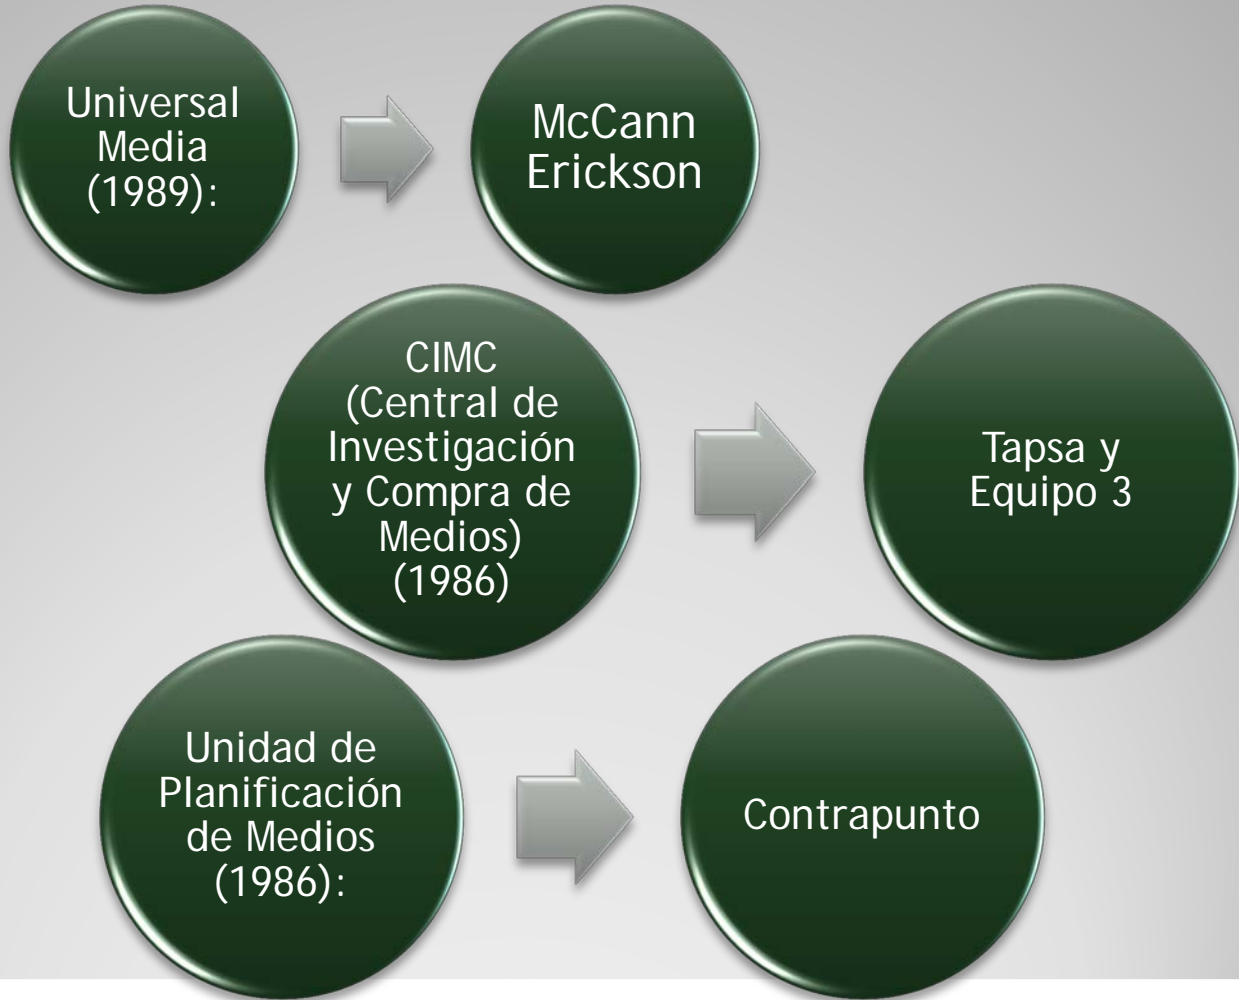 Universal
Media
(1989):
McCann
Erickson
CIMC
(Central de
Investigación
y Compra de
Medios)
(1986)
Tapsa y
Equipo 3
Unidad de
Planificación
de Medios
(1986):
Contrapunto